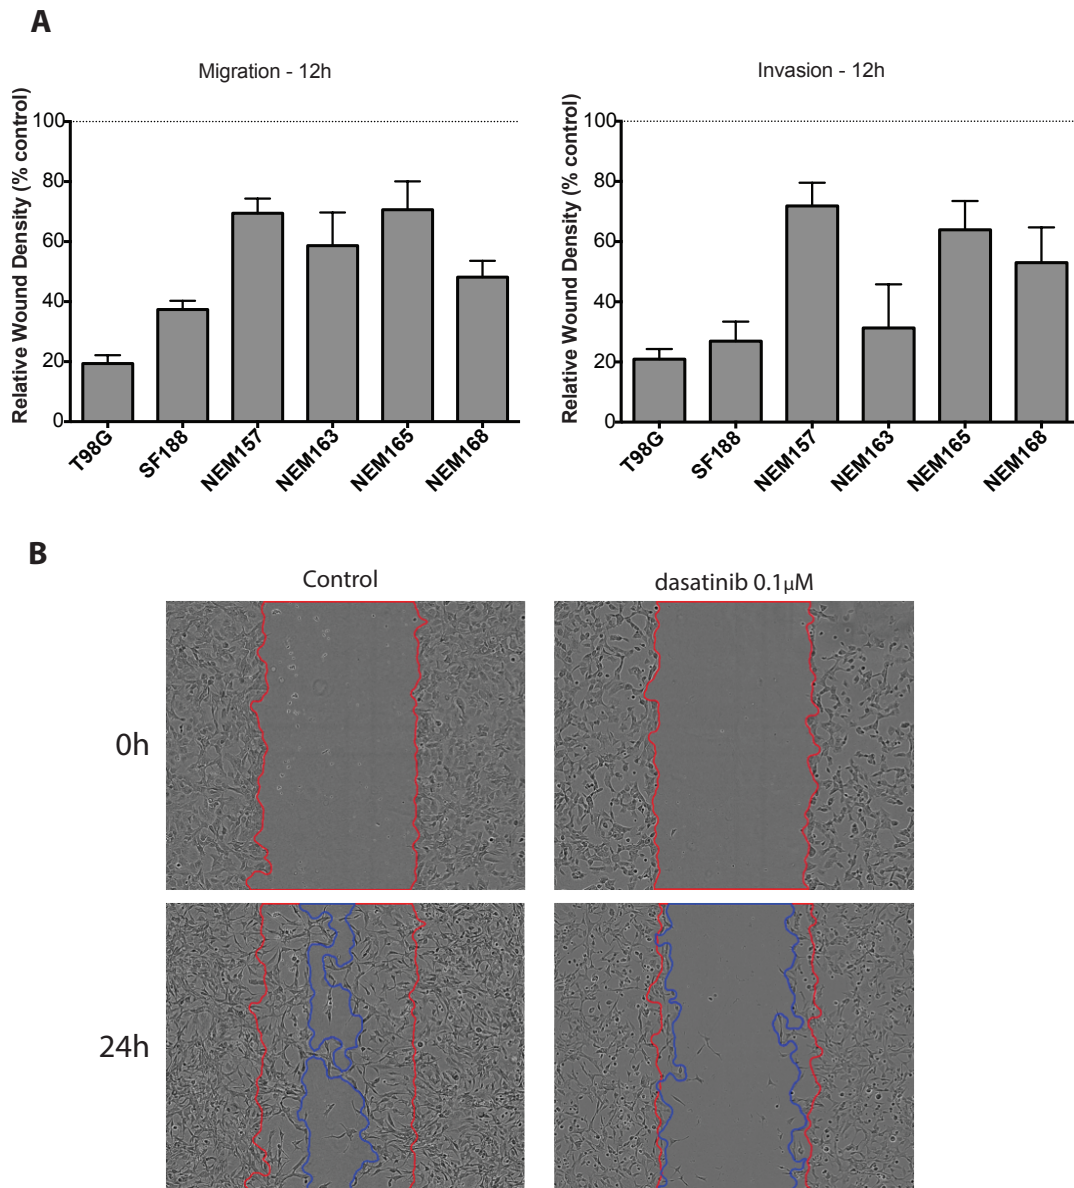 A
Migration - 12h
Relative Wound Density (% control)
100
80
60
40
20
0
T98G
SF188
NEM157
NEM163
NEM165
NEM168
Invasion - 12h
Relative Wound Density (% control)
100
80
60
40
20
0
T98G
SF188
NEM157
NEM163
NEM165
NEM168
B
Control
dasatinib 0.1µM
0h
24h